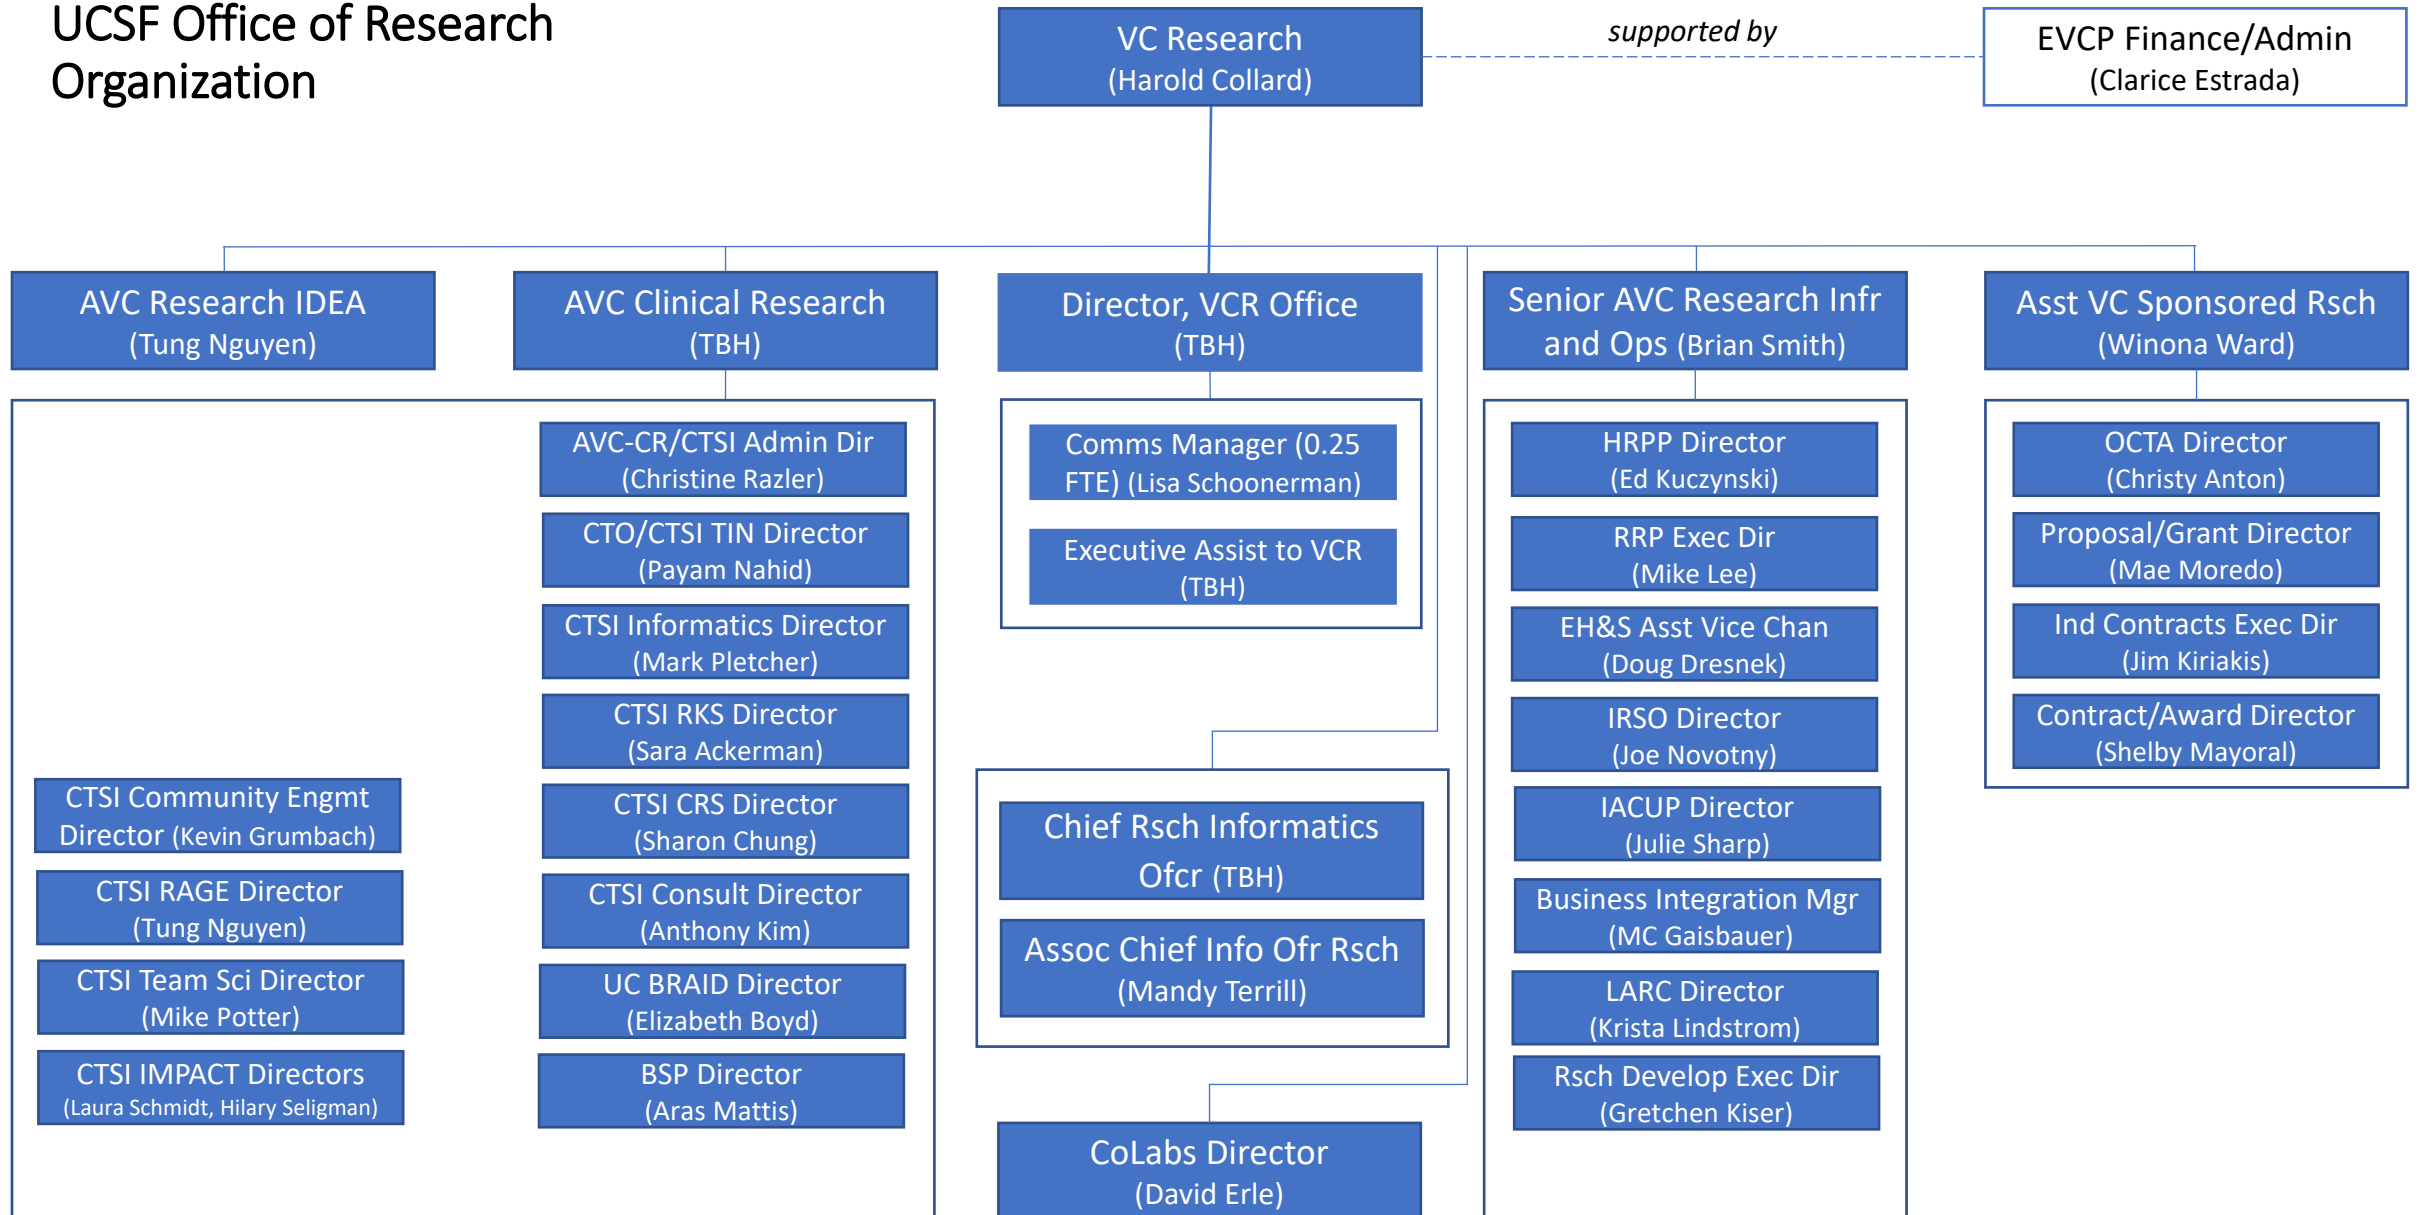 UCSF Office of Research
Organization
VC Research
(Harold Collard)
supported by
EVCP Finance/Admin
(Clarice Estrada)
AVC Research IDEA
(Tung Nguyen)
AVC Clinical Research
(TBH)
Director, VCR Office
(TBH)
Senior AVC Research Infr
and Ops (Brian Smith)
Asst VC Sponsored Rsch
(Winona Ward)
CTSI Community Engmt
Director (Kevin Grumbach)
CTSI RAGE Director
(Tung Nguyen)
CTSI Team Sci Director
(Mike Potter)
CTSI IMPACT Directors
(Laura Schmidt, Hilary Seligman)
AVC-CR/CTSI Admin Dir
(Christine Razler)
CTO/CTSI TIN Director
(Payam Nahid)
CTSI Informatics Director
(Mark Pletcher)
CTSI RKS Director
(Sara Ackerman)
CTSI CRS Director
(Sharon Chung)
CTSI Consult Director
(Anthony Kim)
UC BRAID Director
(Elizabeth Boyd)
BSP Director
(Aras Mattis)
Comms Manager (0.25
FTE) (Lisa Schoonerman)
Executive Assist to VCR
(TBH)
Chief Rsch Informatics
Ofcr (TBH)
Assoc Chief Info Ofr Rsch
(Mandy Terrill)
CoLabs Director
(David Erle)
HRPP Director
(Ed Kuczynski)
RRP Exec Dir
(Mike Lee)
EH&S Asst Vice Chan
(Doug Dresnek)
IRSO Director
(Joe Novotny)
IACUP Director
(Julie Sharp)
Business Integration Mgr
(MC Gaisbauer)
LARC Director
(Krista Lindstrom)
Rsch Develop Exec Dir
(Gretchen Kiser)
OCTA Director
(Christy Anton)
Proposal/Grant Director
(Mae Moredo)
Ind Contracts Exec Dir
(Jim Kiriakis)
Contract/Award Director
(Shelby Mayoral)